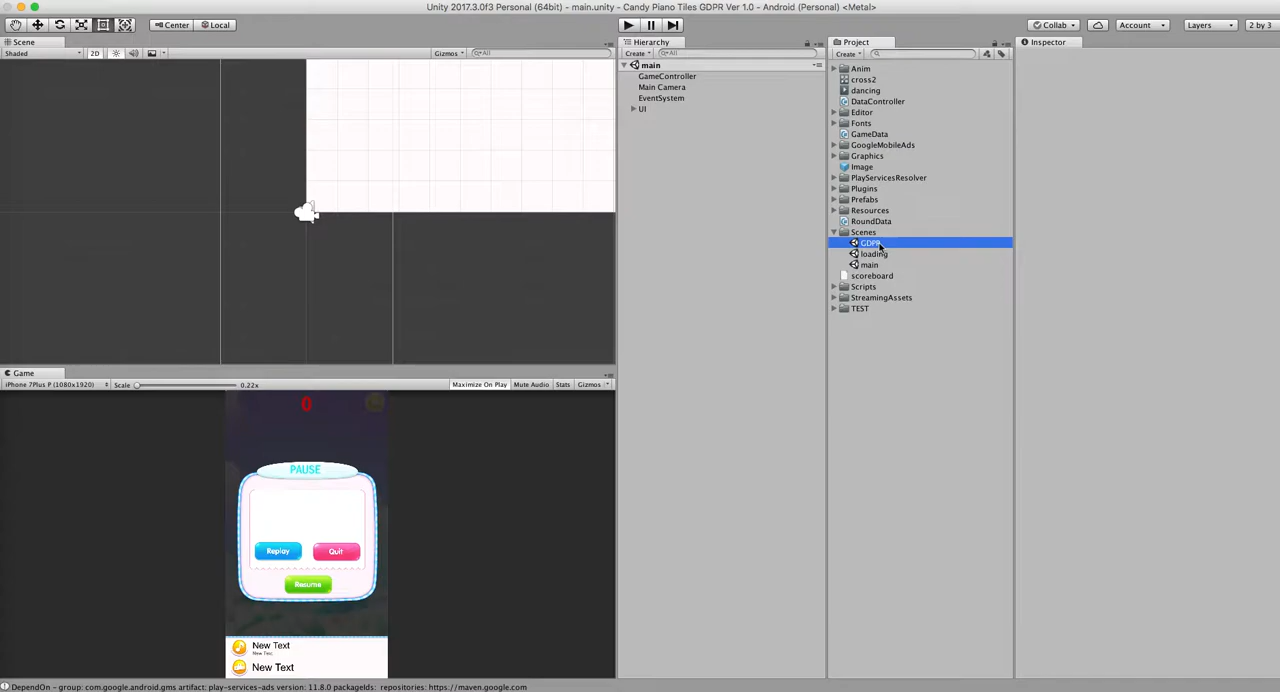 Unity 2017.3.0f3 Personal (64bit) - main.unity - Candy Piano Tiles GDPR Ver 1.0 - Android (Personal) <Metal>
Center Local Collab Account Layers 2 by 3
Scene
Shaded 2D Gizmos All
Hierarchy
Create All
main
GameController
Main Camera
EventSystem
UI
Project
Create
Anim
cross2
dancing
DataController
Editor
Fonts
GameData
GoogleMobileAds
Graphics
Image
PlayServicesResolver
Plugins
Prefabs
Resources
RoundData
Scenes
GDPR
loading
main
scoreboard
Scripts
StreamingAssets
TEST
Inspector
Game
iPhone 7Plus P (1080x1920) Scale 0.22x Maximize On Play Mute Audio Stats Gizmos
0
PAUSE
Replay Quit
Resume
New Text
New Text
New Text
DependOn - group: com.google.android.gms artifact: play-services-ads version: 11.8.0 packageIds: repositories: https://maven.google.com